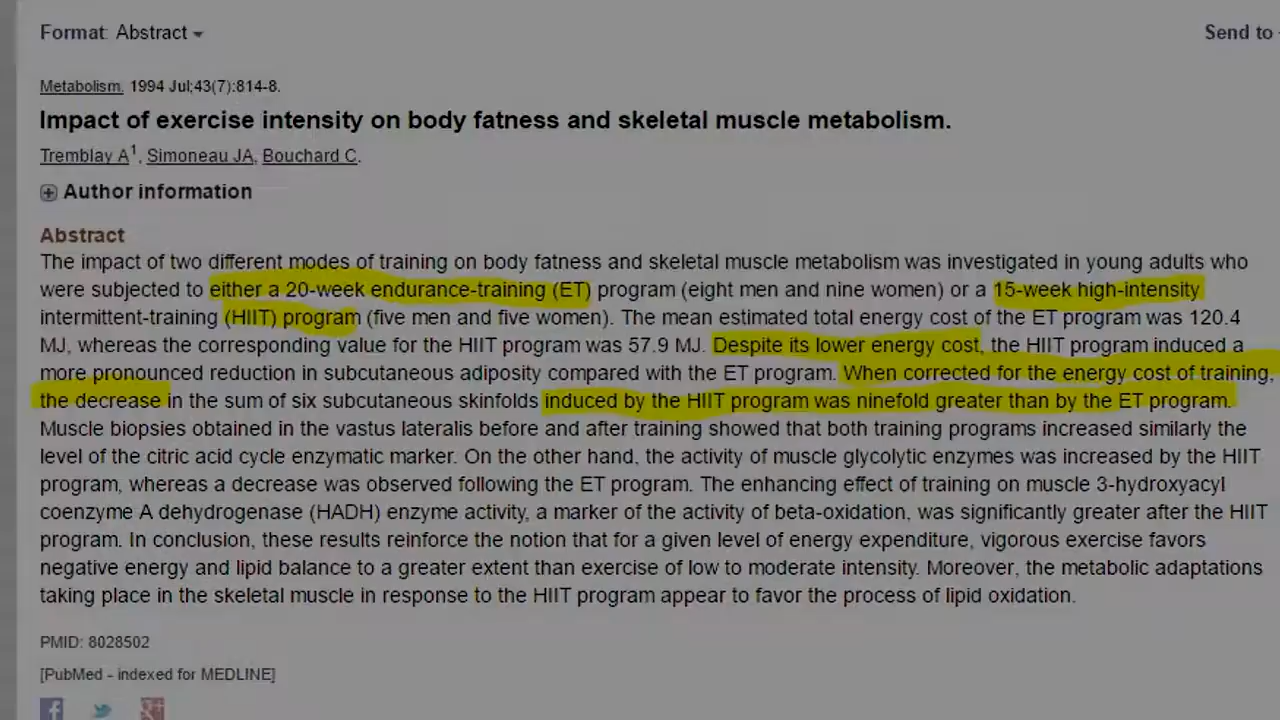 Format: Abstract
Send to
Metabolism. 1994 Jul;43(7):814-8.
Impact of exercise intensity on body fatness and skeletal muscle metabolism.
Tremblay A1, Simoneau JA, Bouchard C.
Author information
Abstract
The impact of two different modes of training on body fatness and skeletal muscle metabolism was investigated in young adults who
were subjected to either a 20-week endurance-training (ET) program (eight men and nine women) or a 15-week high-intensity
intermittent-training (HIIT) program (five men and five women). The mean estimated total energy cost of the ET program was 120.4
MJ, whereas the corresponding value for the HIIT program was 57.9 MJ. Despite its lower energy cost, the HIIT program induced a
more pronounced reduction in subcutaneous adiposity compared with the ET program. When corrected for the energy cost of training,
the decrease in the sum of six subcutaneous skinfolds induced by the HIIT program was ninefold greater than by the ET program.
Muscle biopsies obtained in the vastus lateralis before and after training showed that both training programs increased similarly the
level of the citric acid cycle enzymatic marker. On the other hand, the activity of muscle glycolytic enzymes was increased by the HIIT
program, whereas a decrease was observed following the ET program. The enhancing effect of training on muscle 3-hydroxyacyl
coenzyme A dehydrogenase (HADH) enzyme activity, a marker of the activity of beta-oxidation, was significantly greater after the HIIT
program. In conclusion, these results reinforce the notion that for a given level of energy expenditure, vigorous exercise favors
negative energy and lipid balance to a greater extent than exercise of low to moderate intensity. Moreover, the metabolic adaptations
taking place in the skeletal muscle in response to the HIIT program appear to favor the process of lipid oxidation.
PMID: 8028502
[PubMed - indexed for MEDLINE]